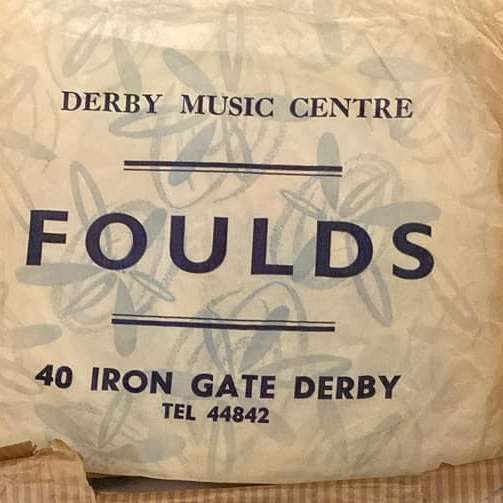 DERBY MUSIC CENTRE
FOULDS
40 IRON GATE DERBY
TEL 44842